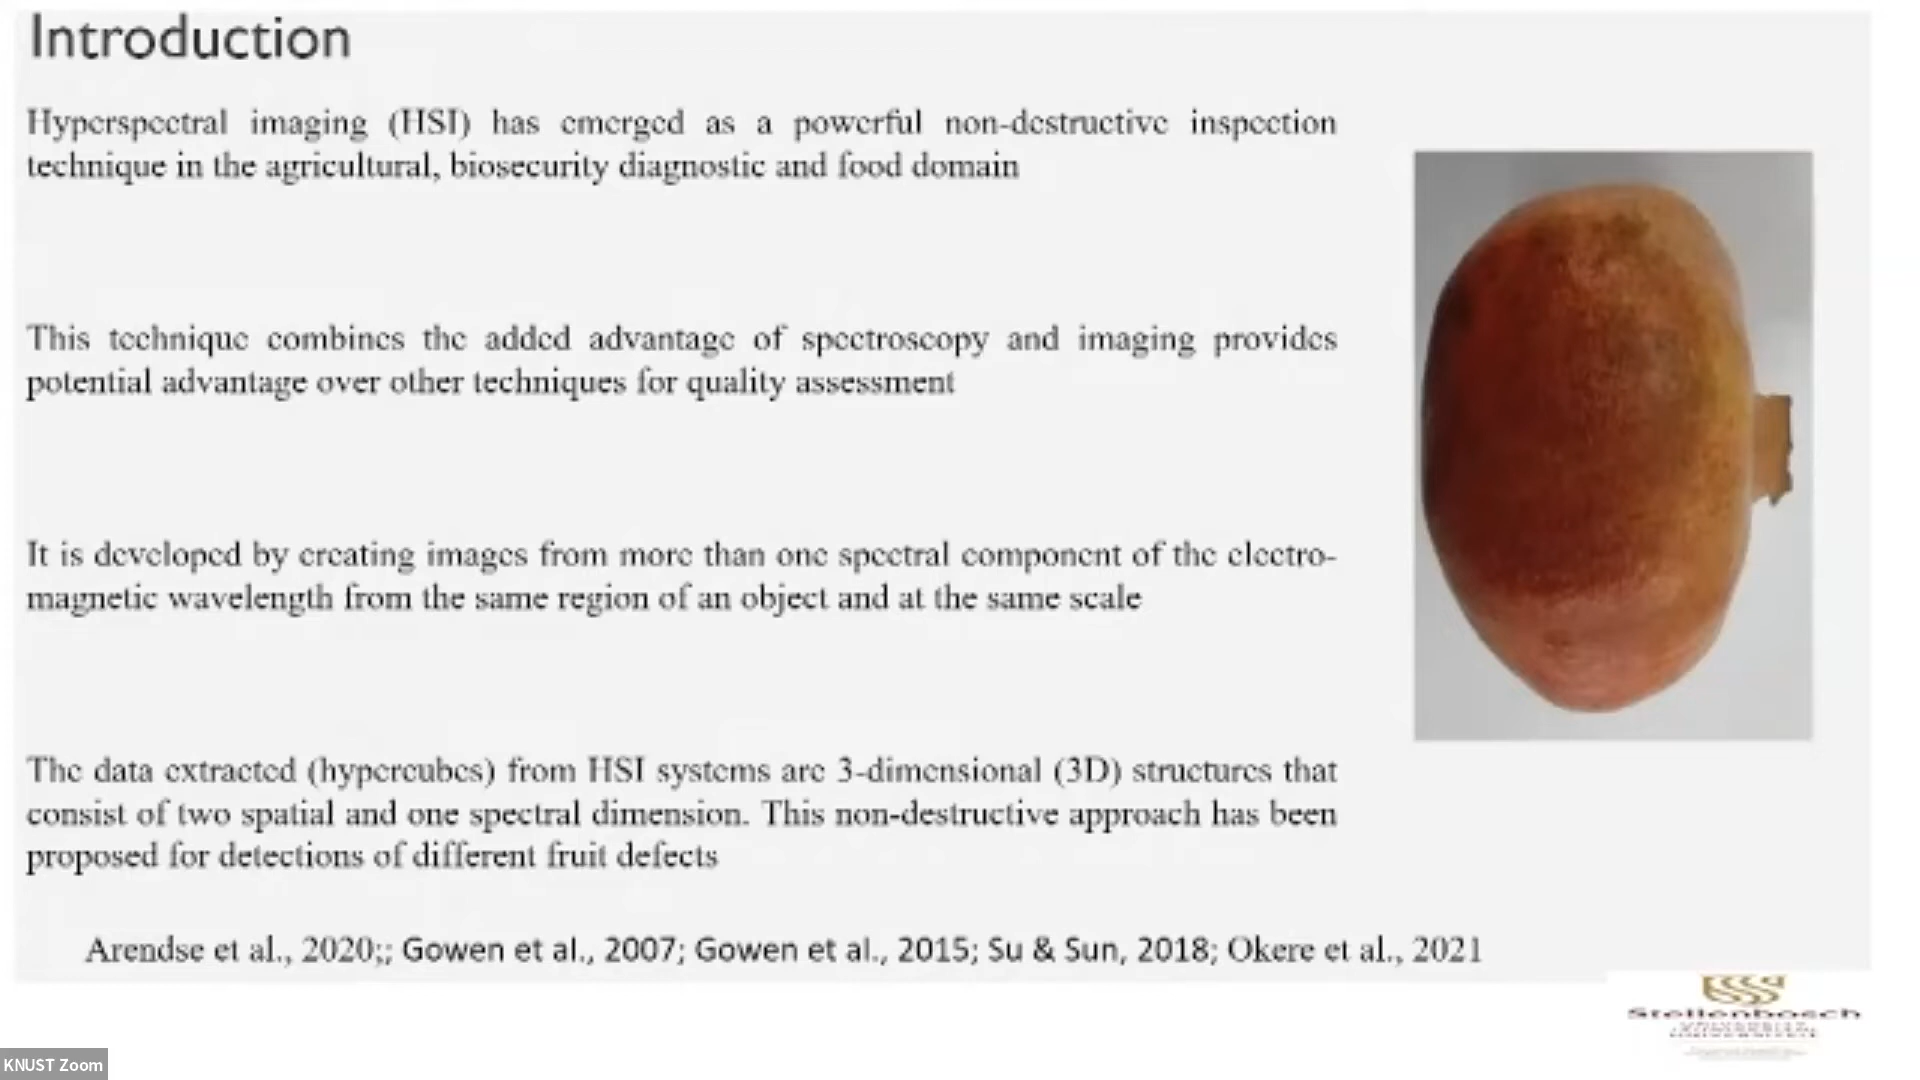 Introduction
Hyperspectral imaging (HSI) has emerged as a powerful non-destructive inspection
technique in the agricultural, biosecurity diagnostic and food domain
This technique combines the added advantage of spectroscopy and imaging provides
potential advantage over other techniques for quality assessment
It is developed by creating images from more than one spectral component of the electro-
magnetic wavelength from the same region of an object and at the same scale
The data extracted (hypercubes) from HSI systems are 3-dimensional (3D) structures that
consist of two spatial and one spectral dimension. This non-destructive approach has been
proposed for detections of different fruit defects
Arendse et al., 2020;; Gowen et al., 2007; Gowen et al., 2015; Su & Sun, 2018; Okere et al., 2021
Stellenbosch
KNUST Zoom